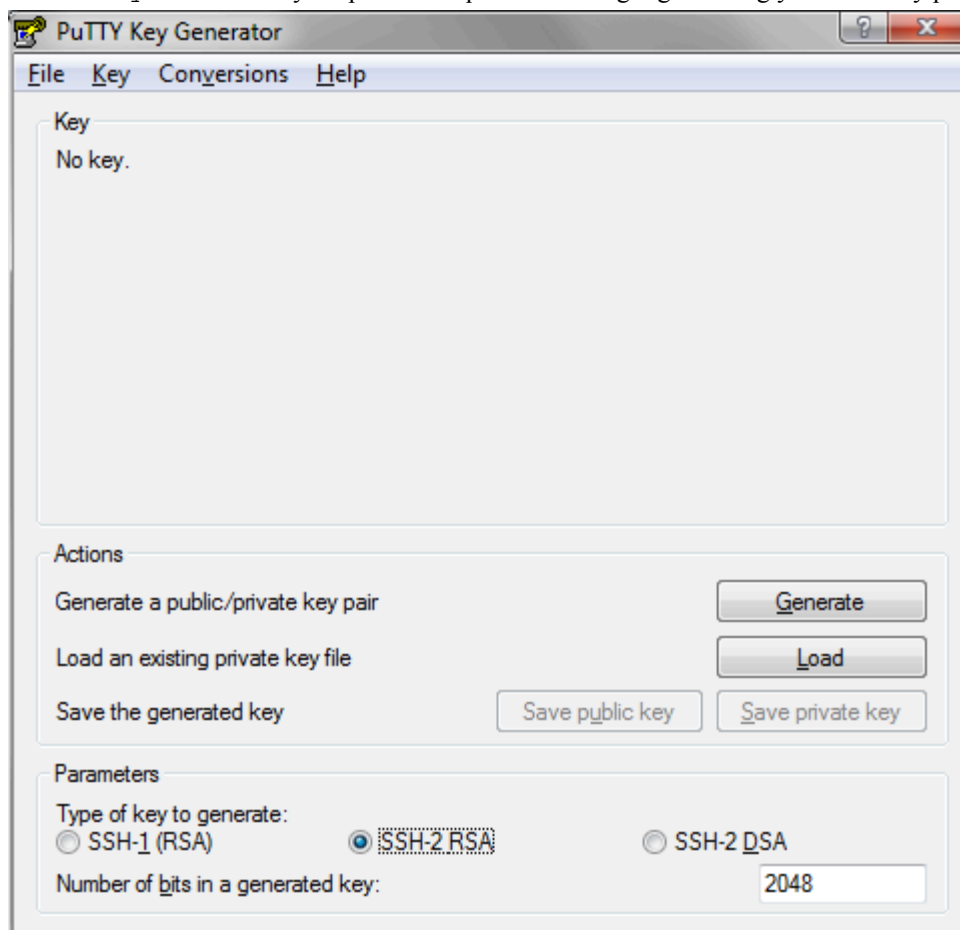 PuTTY Key Generator
File Key Conversions Help
Key
No key.
Actions
Generate a public/private key pair Generate
Load an existing private key file Load
Save the generated key Save public key Save private key
Parameters
Type of key to generate:
SSH-1 (RSA) SSH-2 RSA SSH-2 DSA
Number of bits in a generated key: 2048